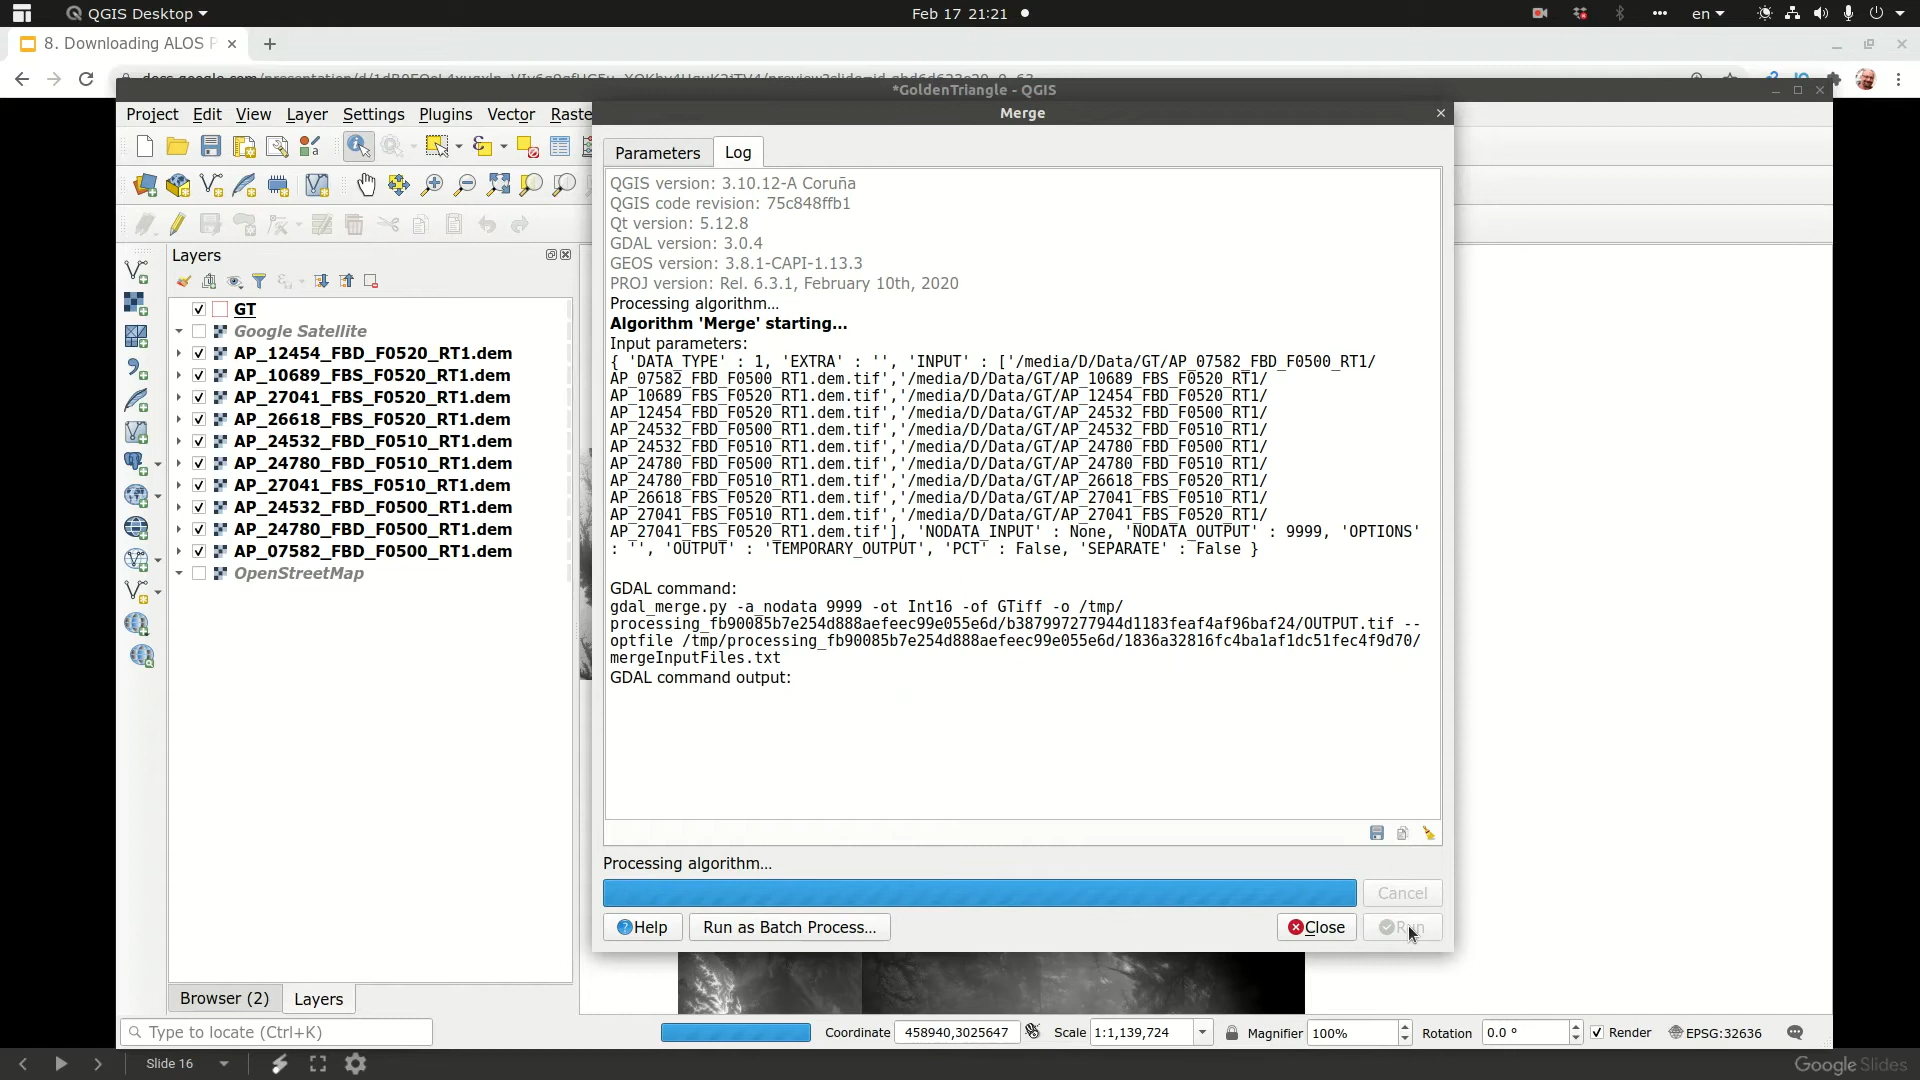 QGIS Desktop
Feb 17 21:21
en
8. Downloading ALOS P
*GoldenTriangle - QGIS
Project Edit View Layer Settings Plugins Vector Raste
Merge
Parameters
Log
QGIS version: 3.10.12-A Coruña
QGIS code revision: 75c848ffb1
Qt version: 5.12.8
GDAL version: 3.0.4
GEOS version: 3.8.1-CAPI-1.13.3
PROJ version: Rel. 6.3.1, February 10th, 2020
Processing algorithm...
Algorithm 'Merge' starting...
Input parameters:
{ 'DATA_TYPE' : 1, 'EXTRA' : '', 'INPUT' : ['/media/D/Data/GT/AP_07582_FBD_F0500_RT1/
AP_07582_FBD_F0500_RT1.dem.tif','/media/D/Data/GT/AP_10689_FBS_F0520_RT1/
AP_10689_FBS_F0520_RT1.dem.tif','/media/D/Data/GT/AP_12454_FBD_F0520_RT1/
AP_12454_FBD_F0520_RT1.dem.tif','/media/D/Data/GT/AP_24532_FBD_F0500_RT1/
AP_24532_FBD_F0500_RT1.dem.tif','/media/D/Data/GT/AP_24532_FBD_F0510_RT1/
AP_24532_FBD_F0510_RT1.dem.tif','/media/D/Data/GT/AP_24780_FBD_F0500_RT1/
AP_24780_FBD_F0500_RT1.dem.tif','/media/D/Data/GT/AP_24780_FBD_F0510_RT1/
AP_24780_FBD_F0510_RT1.dem.tif','/media/D/Data/GT/AP_26618_FBS_F0520_RT1/
AP_26618_FBS_F0520_RT1.dem.tif','/media/D/Data/GT/AP_27041_FBS_F0510_RT1/
AP_27041_FBS_F0510_RT1.dem.tif','/media/D/Data/GT/AP_27041_FBS_F0520_RT1/
AP_27041_FBS_F0520_RT1.dem.tif'], 'NODATA_INPUT' : None, 'NODATA_OUTPUT' : 9999, 'OPTIONS'
: '', 'OUTPUT' : 'TEMPORARY_OUTPUT', 'PCT' : False, 'SEPARATE' : False }
GDAL command:
gdal_merge.py -a_nodata 9999 -ot Int16 -of GTiff -o /tmp/
processing_fb90085b7e254d888aefeec99e055e6d/b387997277944d1183feaf4af96baf24/OUTPUT.tif --
optfile /tmp/processing_fb90085b7e254d888aefeec99e055e6d/1836a32816fc4ba1af1dc51fec4f9d70/
mergeInputFiles.txt
GDAL command output:
Processing algorithm...
Cancel
Help
Run as Batch Process...
Close
Layers
GT
Google Satellite
AP_12454_FBD_F0520_RT1.dem
AP_10689_FBS_F0520_RT1.dem
AP_27041_FBS_F0520_RT1.dem
AP_26618_FBS_F0520_RT1.dem
AP_24532_FBD_F0510_RT1.dem
AP_24780_FBD_F0510_RT1.dem
AP_27041_FBS_F0510_RT1.dem
AP_24532_FBD_F0500_RT1.dem
AP_24780_FBD_F0500_RT1.dem
AP_07582_FBD_F0500_RT1.dem
OpenStreetMap
Browser (2)
Layers
Type to locate (Ctrl+K)
Coordinate 458940,3025647
Scale 1:1,139,724
Magnifier 100%
Rotation 0.0 °
Render
EPSG:32636
Slide 16
Google Slides